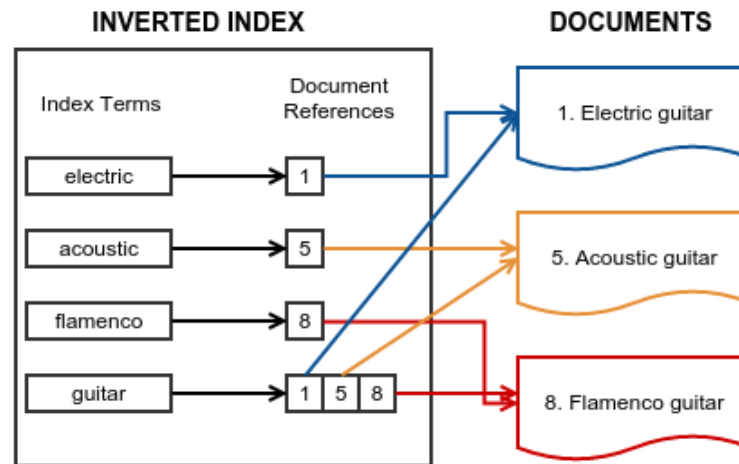 INVERTED INDEX
DOCUMENTS
Index Terms
Document
References
electric
1
acoustic
5
flamenco
8
guitar
1 5 8
1. Electric guitar
5. Acoustic guitar
8. Flamenco guitar